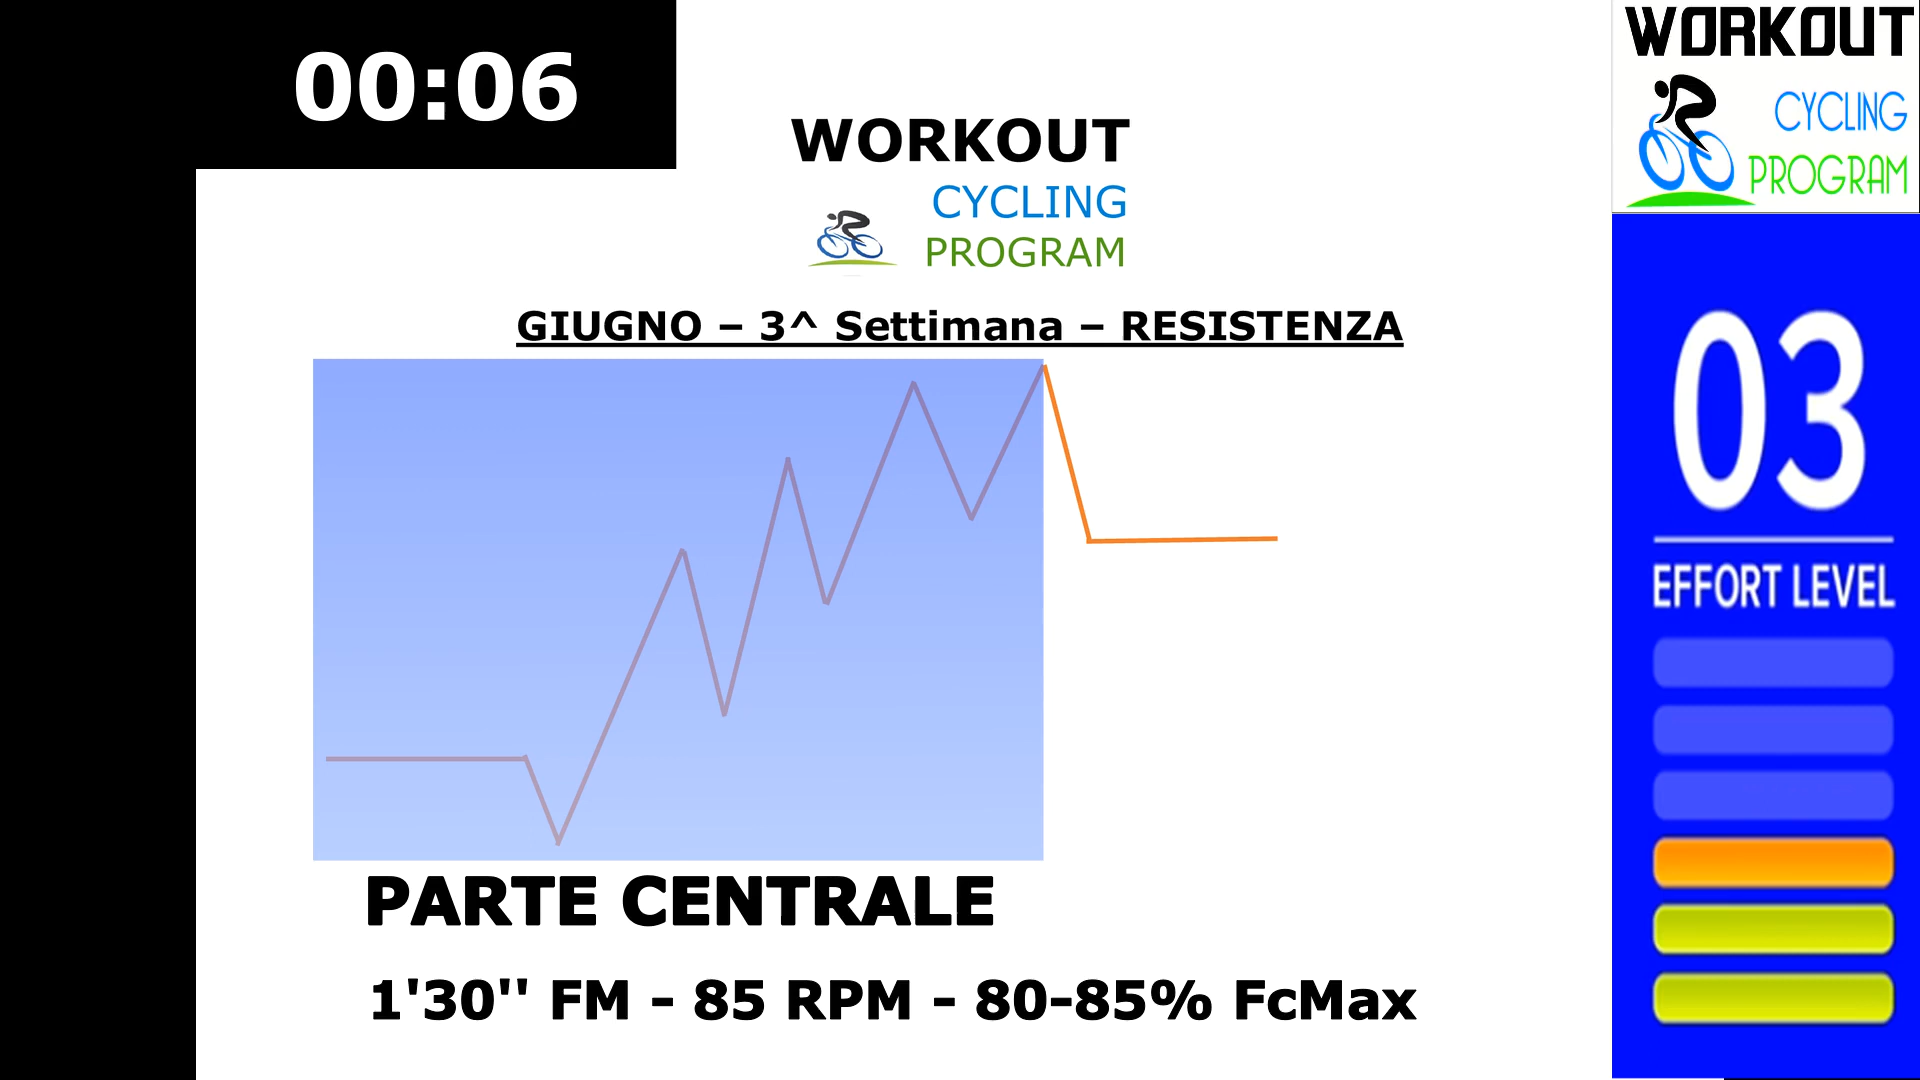 00:06
WORKOUT
CYCLING
PROGRAM
GIUGNO – 3^ Settimana – RESISTENZA
PARTE CENTRALE
1'30'' FM - 85 RPM - 80-85% FcMax
WORKOUT
CYCLING
PROGRAM
03
EFFORT LEVEL